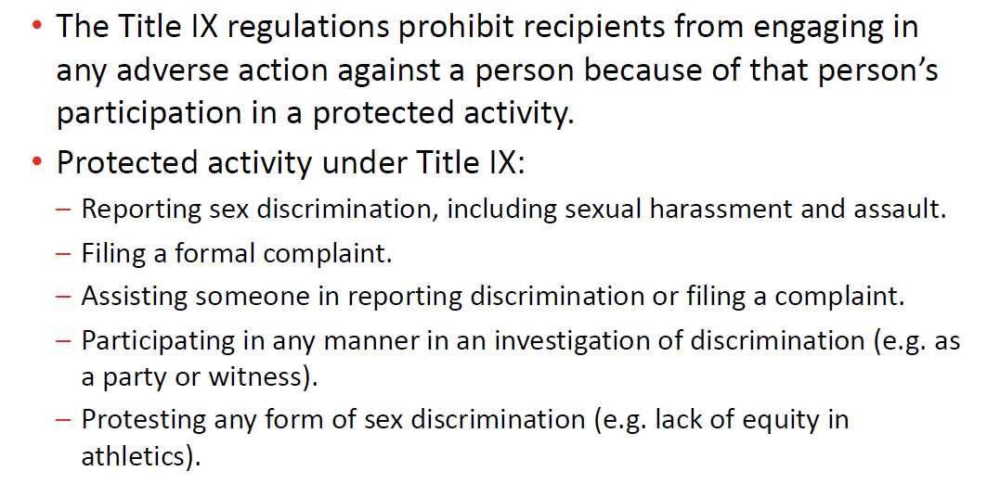 • The Title IX regulations prohibit recipients from engaging in
any adverse action against a person because of that person’s
participation in a protected activity.
• Protected activity under Title IX:
– Reporting sex discrimination, including sexual harassment and assault.
– Filing a formal complaint.
– Assisting someone in reporting discrimination or filing a complaint.
– Participating in any manner in an investigation of discrimination (e.g. as
a party or witness).
– Protesting any form of sex discrimination (e.g. lack of equity in
athletics).